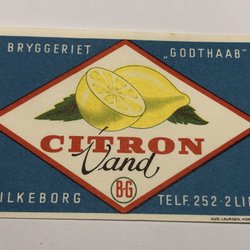 BRYGGERIET „GODTHAAB"
CITRON
Vand
B·G
ILKEBORG TELF. 252·2 LI